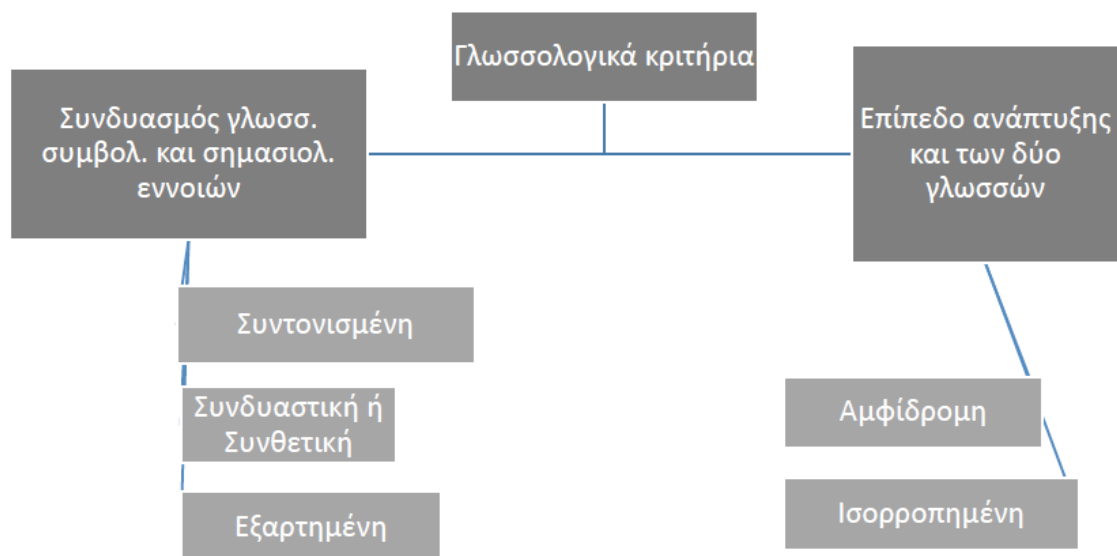 Γλωσσολογικά κριτήρια
Συνδυασμός γλωσσ.
συμβολ. και σημασιολ.
εννοιών
Συντονισμένη
Συνδυαστική ή
Συνθετική
Εξαρτημένη
Επίπεδο ανάπτυξης
και των δύο
γλωσσών
Αμφίδρομη
Ισορροπημένη